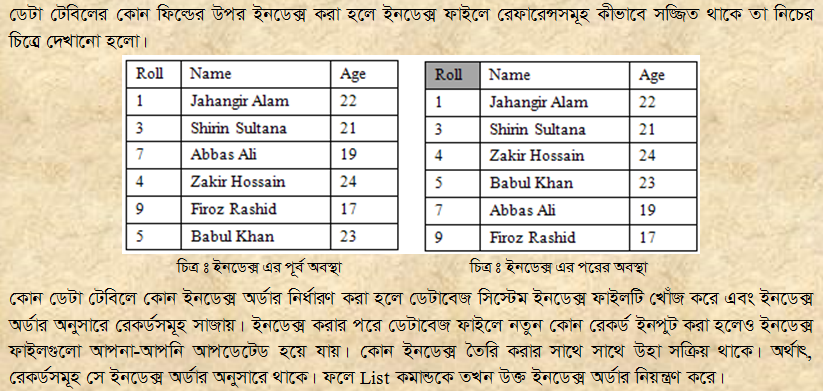 ডেটা টেবিলের কোন ফিল্ডের উপর ইনডেক্স করা হলে ইনডেক্স ফাইলে রেফারেন্সসমূহ কীভাবে সজ্জিত থাকে তা নিচের
চিত্রে দেখানো হলো।
Roll Name Age
1 Jahangir Alam 22
3 Shirin Sultana 21
7 Abbas Ali 19
4 Zakir Hossain 24
9 Firoz Rashid 17
5 Babul Khan 23
চিত্র ঃ ইনডেক্স এর পূর্ব অবস্থা
Roll Name Age
1 Jahangir Alam 22
3 Shirin Sultana 21
4 Zakir Hossain 24
5 Babul Khan 23
7 Abbas Ali 19
9 Firoz Rashid 17
চিত্র ঃ ইনডেক্স এর পরের অবস্থা
কোন ডেটা টেবিলে কোন ইনডেক্স অর্ডার নির্ধারণ করা হলে ডেটাবেজ সিস্টেম ইনডেক্স ফাইলটি খোঁজ করে এবং ইনডেক্স
অর্ডার অনুসারে রেকর্ডসমূহ সাজায়। ইনডেক্স করার পরে ডেটাবেজ ফাইলে নতুন কোন রেকর্ড ইনপুট করা হলেও ইনডেক্স
ফাইলগুলো আপনা-আপনি আপডেটেড হয়ে যায়। কোন ইনডেক্স তৈরি করার সাথে সাথে উহা সক্রিয় থাকে। অর্থাৎ,
রেকর্ডসমূহ সে ইনডেক্স অর্ডার অনুসারে থাকে। ফলে List কমান্ডকে তখন উক্ত ইনডেক্স অর্ডার নিয়ন্ত্রণ করে।